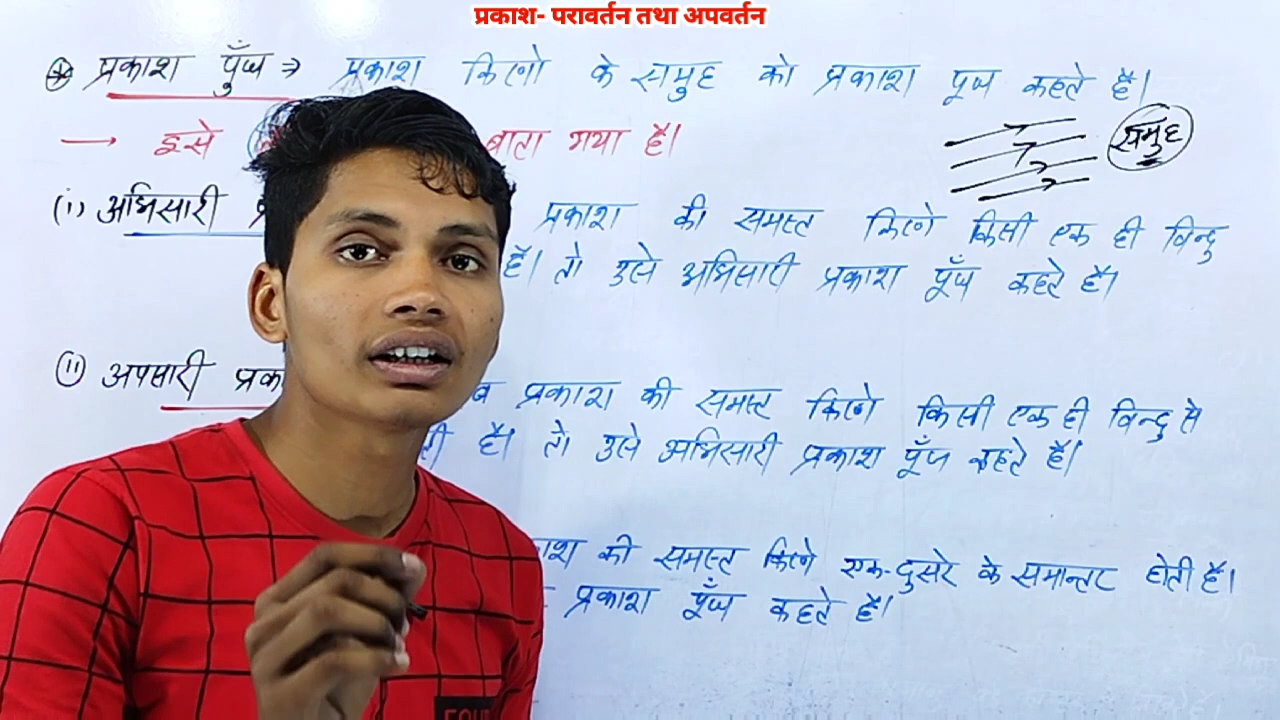 प्रकाश- परावर्तन तथा अपवर्तन
प्रकाश पुँज ⇒ प्रकाश किरणो के समुह को प्रकाश पूंज कहते हैं।
→ इसे बाटा गया है।
समुह
(i) अभिसारी प्रकाश की समस्त किरणे किसी एक ही विन्दु
हैं। तो उसे अभिसारी प्रकाश पूँज कहते हैं।
(ii) अपसारी प्रकाश की समस्त किरणे किसी एक ही विन्दु से
है। तो उसे अभिसारी प्रकाश पूँज कहते हैं।
की समस्त किरणे एक-दुसरे के समान्तर होती हैं।
प्रकाश पूँज कहते हैं।